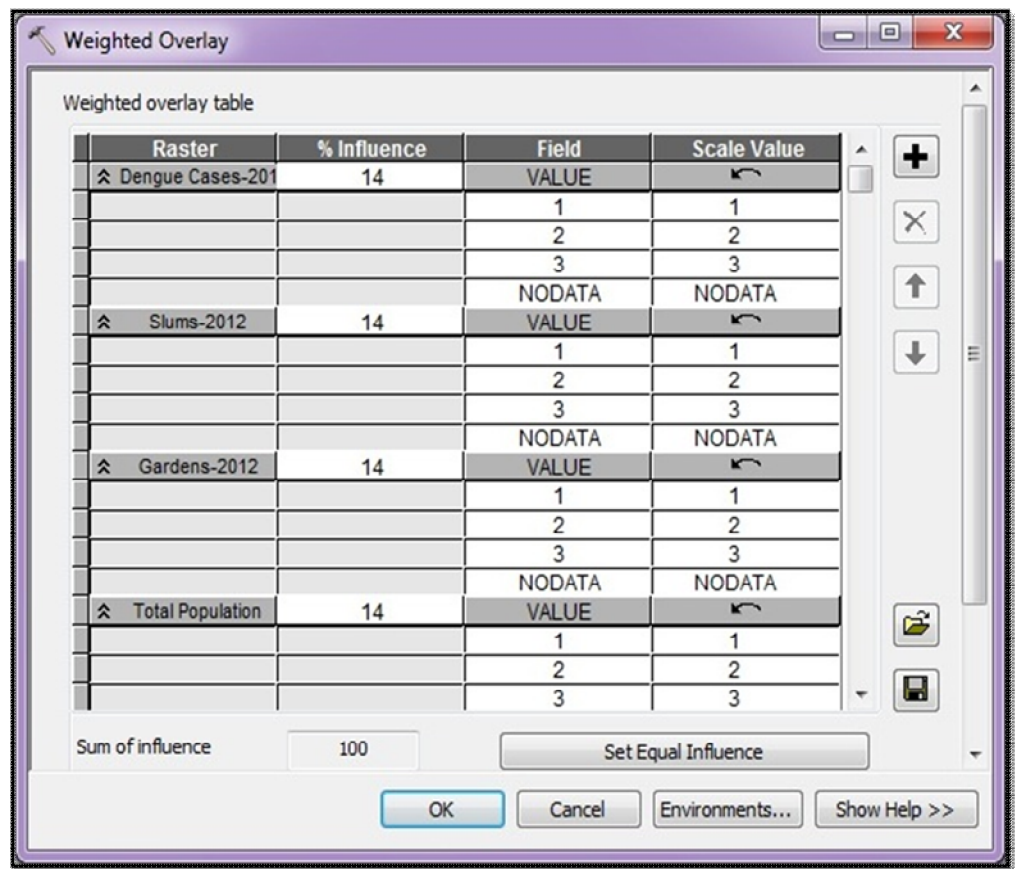 Weighted Overlay
Weighted overlay table
Raster % Influence Field Scale Value
Dengue Cases-201 14 VALUE
1 1
2 2
3 3
NODATA NODATA
Slums-2012 14 VALUE
1 1
2 2
3 3
NODATA NODATA
Gardens-2012 14 VALUE
1 1
2 2
3 3
NODATA NODATA
Total Population 14 VALUE
1 1
2 2
3 3
Sum of influence 100 Set Equal Influence
OK Cancel Environments... Show Help >>